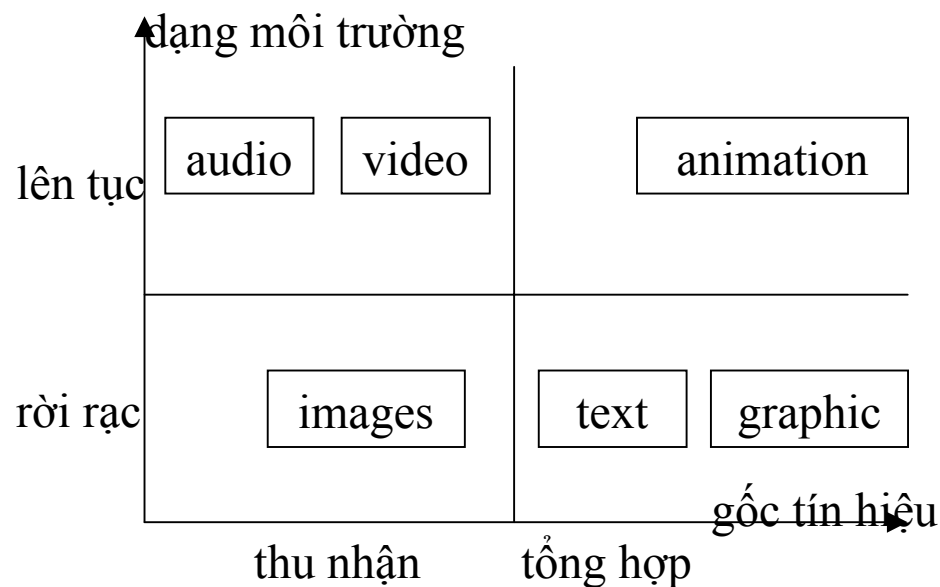 dạng môi trường
audio video animation
lên tục
rời rạc
images text graphic
gốc tín hiệu
thu nhận tổng hợp